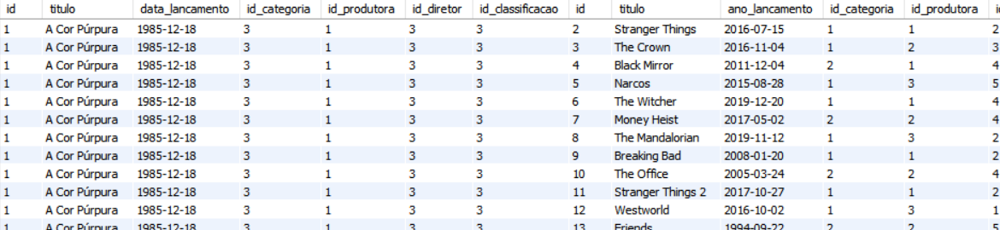 id titulo data_lancamento id_categoria id_produtora id_diretor id_classificacao id titulo ano_lancamento id_categoria id_produtora
1 A Cor Púrpura 1985-12-18 3 1 3 3 2 Stranger Things 2016-07-15 1 1 2
1 A Cor Púrpura 1985-12-18 3 1 3 3 3 The Crown 2016-11-04 1 2 3
1 A Cor Púrpura 1985-12-18 3 1 3 3 4 Black Mirror 2011-12-04 2 1 4
1 A Cor Púrpura 1985-12-18 3 1 3 3 5 Narcos 2015-08-28 1 3 5
1 A Cor Púrpura 1985-12-18 3 1 3 3 6 The Witcher 2019-12-20 1 1 4
1 A Cor Púrpura 1985-12-18 3 1 3 3 7 Money Heist 2017-05-02 2 2 4
1 A Cor Púrpura 1985-12-18 3 1 3 3 8 The Mandalorian 2019-11-12 1 3 2
1 A Cor Púrpura 1985-12-18 3 1 3 3 9 Breaking Bad 2008-01-20 1 1 2
1 A Cor Púrpura 1985-12-18 3 1 3 3 10 The Office 2005-03-24 2 2 4
1 A Cor Púrpura 1985-12-18 3 1 3 3 11 Stranger Things 2 2017-10-27 1 1 2
1 A Cor Púrpura 1985-12-18 3 1 3 3 12 Westworld 2016-10-02 1 3 1
1 A Cor Púrpura 1985-12-18 3 1 3 3 13 Friends 1994-09-22 2 2 5